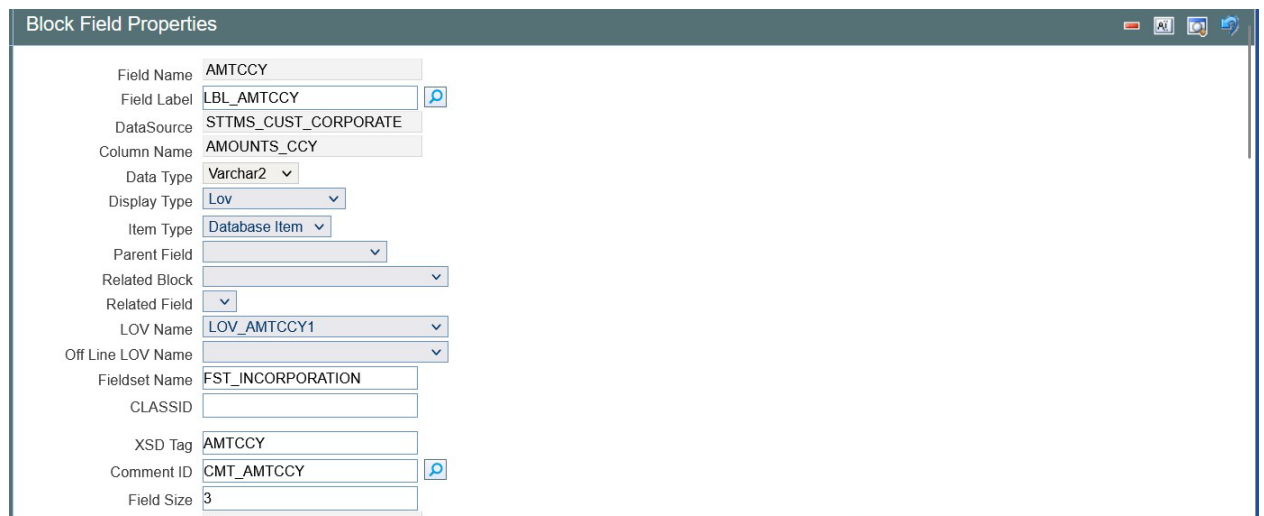 Block Field Properties
Field Name AMTCCY
Field Label LBL_AMTCCY
DataSource STTMS_CUST_CORPORATE
Column Name AMOUNTS_CCY
Data Type Varchar2
Display Type Lov
Item Type Database Item
Parent Field
Related Block
Related Field
LOV Name LOV_AMTCCY1
Off Line LOV Name
Fieldset Name FST_INCORPORATION
CLASSID
XSD Tag AMTCCY
Comment ID CMT_AMTCCY
Field Size 3